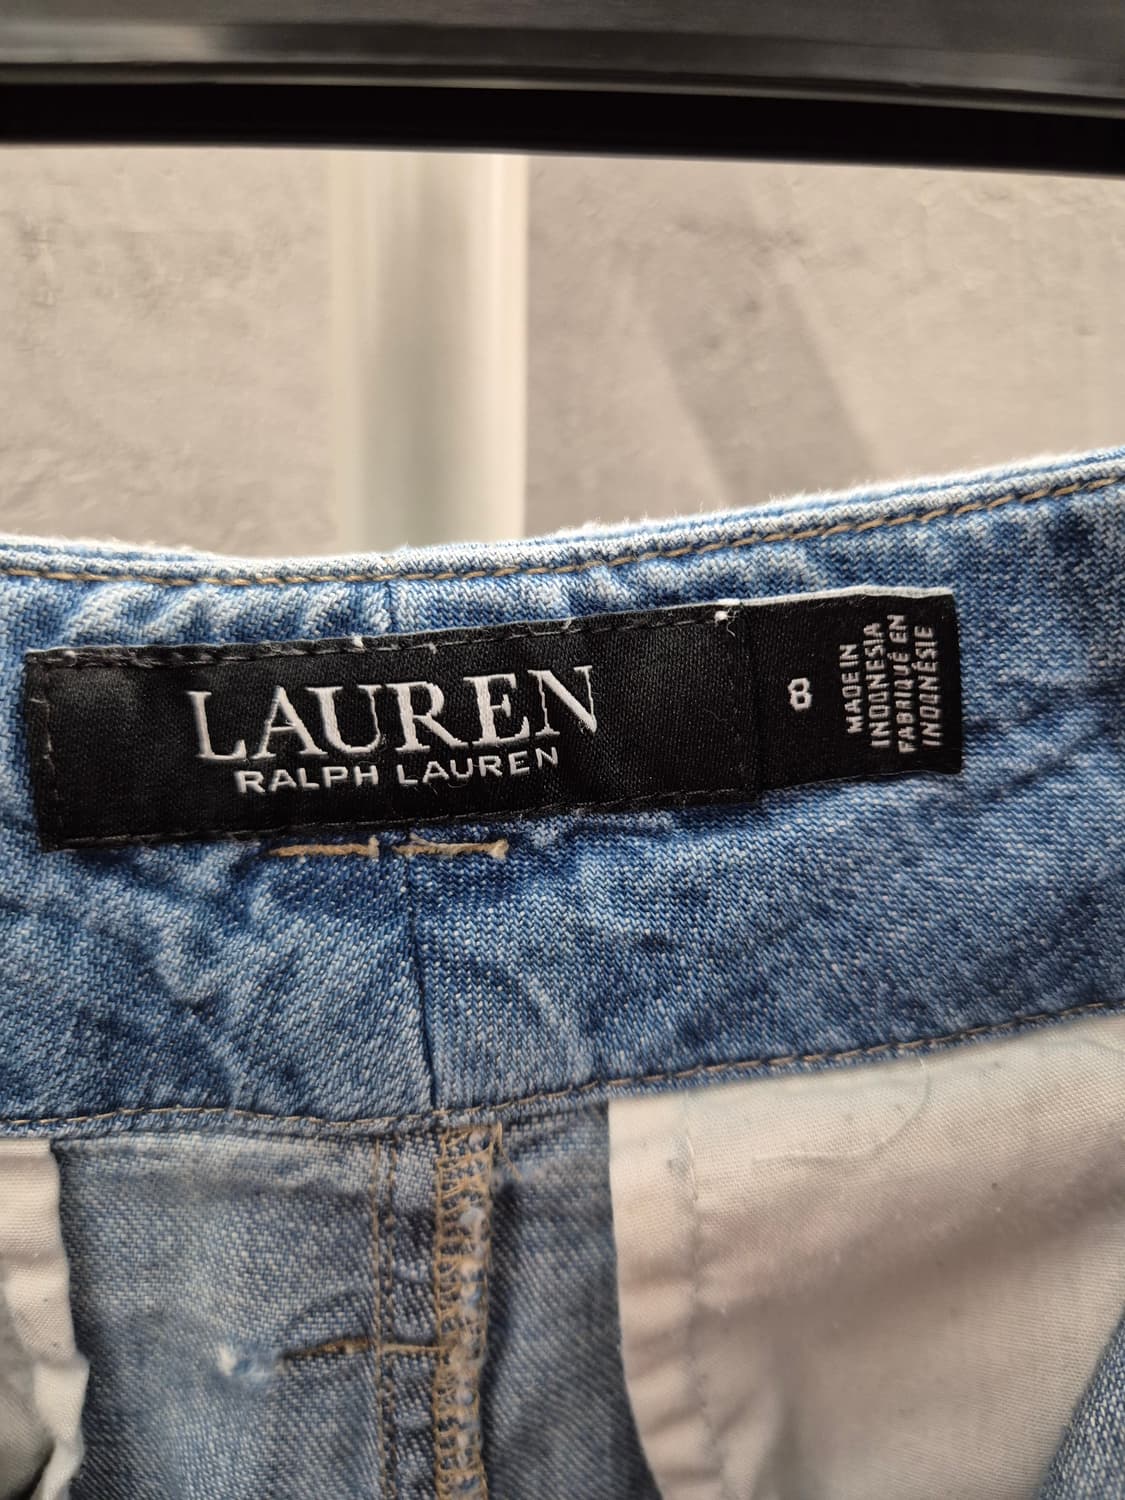 LAUREN
RALPH LAUREN
8
MADE IN
INDONESIA
FABRIQUÉ EN
INDONÉSIE